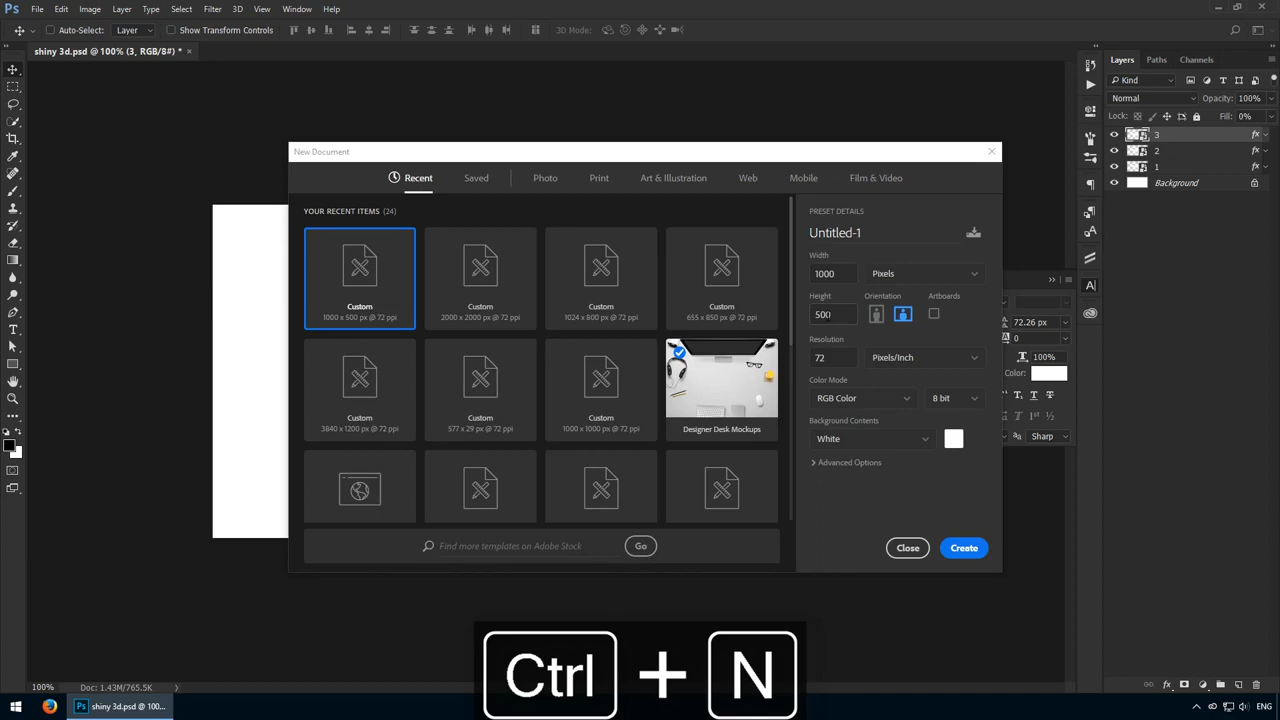 Ps File Edit Image Layer Type Select Filter 3D View Window Help
Auto-Select: Layer Show Transform Controls 3D Mode:
shiny 3d.psd @ 100% (3, RGB/8#) * ×
Layers Paths Channels
Kind
Normal Opacity: 100%
Lock: Fill: 0%
3 fx
2 fx
1 fx
Background
New Document
Recent Saved Photo Print Art & Illustration Web Mobile Film & Video
YOUR RECENT ITEMS (24)
Custom
1000 x 500 px @ 72 ppi
Custom
2000 x 2000 px @ 72 ppi
Custom
1024 x 800 px @ 72 ppi
Custom
655 x 850 px @ 72 ppi
Custom
3840 x 1200 px @ 72 ppi
Custom
577 x 29 px @ 72 ppi
Custom
1000 x 1000 px @ 72 ppi
Designer Desk Mockups
Find more templates on Adobe Stock Go
PRESET DETAILS
Untitled-1
Width
1000 Pixels
Height Orientation Artboards
500
Resolution
72 Pixels/Inch
Color Mode
RGB Color 8 bit
Background Contents
White
Advanced Options
Close Create
72.26 px
0
100%
Color:
Sharp
Ctrl + N
100% Doc: 1.43M/765.5K
Ps shiny 3d.psd @ 100... ENG